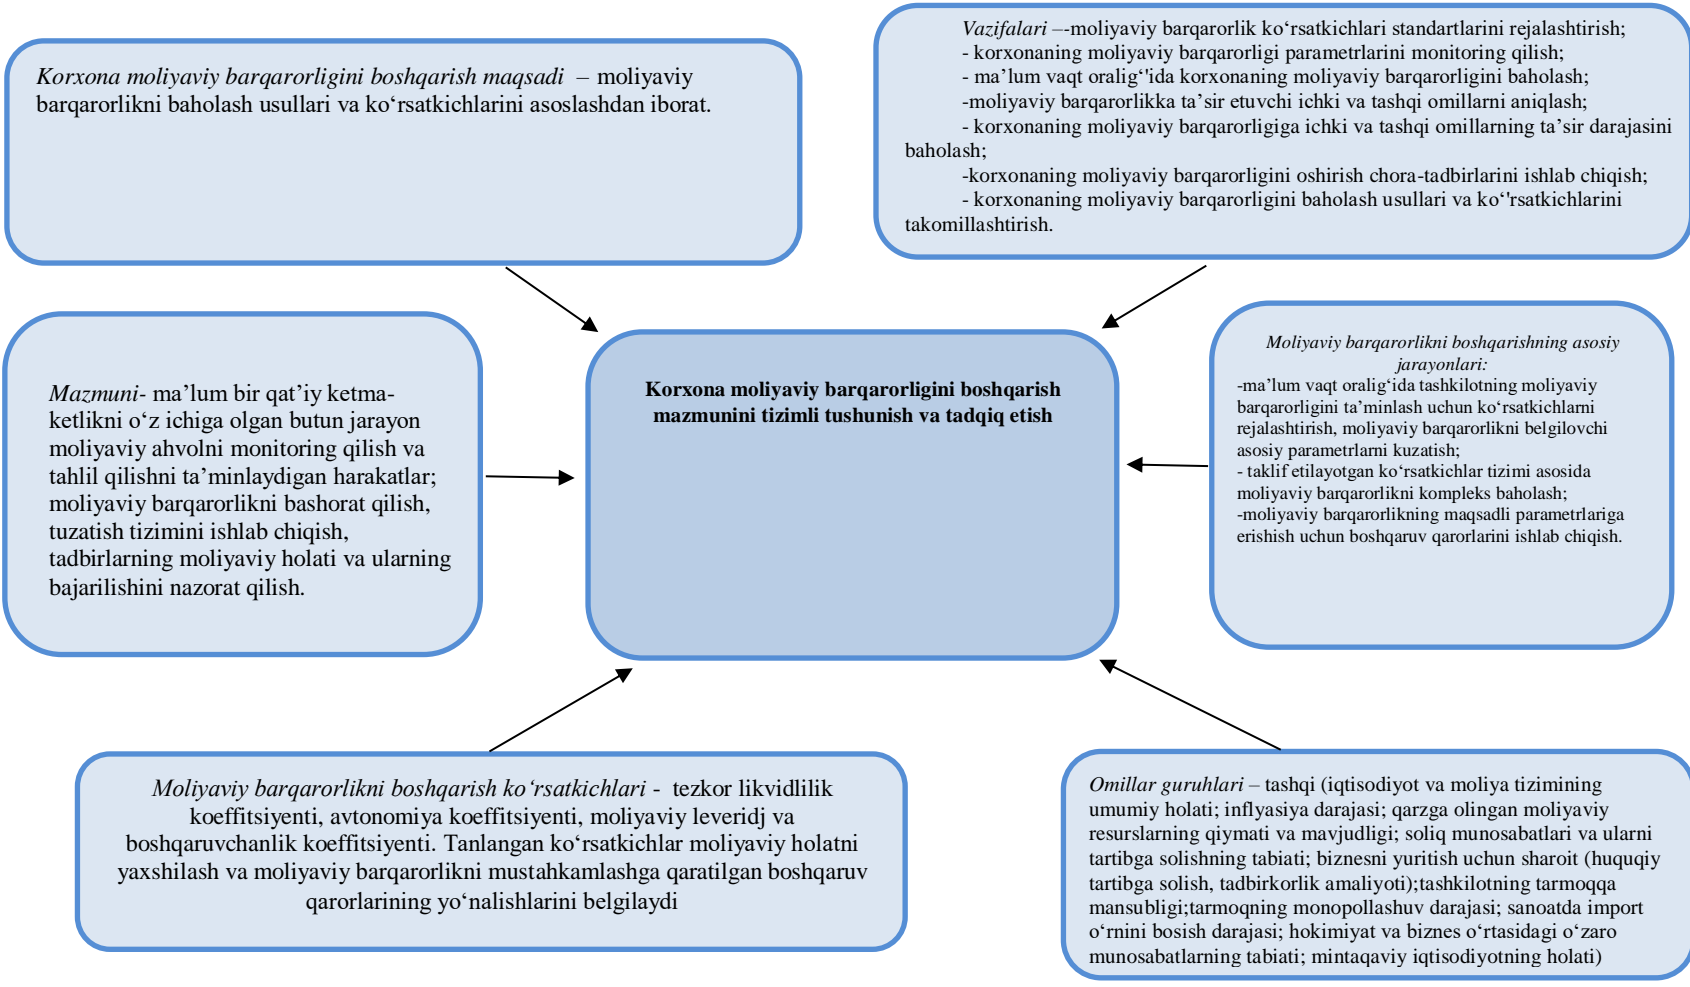 Korxona moliyaviy barqarorligini boshqarish maqsadi – moliyaviy
barqarorlikni baholash usullari va ko‘rsatkichlarini asoslashdan iborat.
Vazifalari –-moliyaviy barqarorlik ko‘rsatkichlari standartlarini rejalashtirish;
- korxonaning moliyaviy barqarorligi parametrlarini monitoring qilish;
- ma’lum vaqt oralig‘'ida korxonaning moliyaviy barqarorligini baholash;
-moliyaviy barqarorlikka ta’sir etuvchi ichki va tashqi omillarni aniqlash;
- korxonaning moliyaviy barqarorligiga ichki va tashqi omillarning ta’sir darajasini
baholash;
-korxonaning moliyaviy barqarorligini oshirish chora-tadbirlarini ishlab chiqish;
- korxonaning moliyaviy barqarorligini baholash usullari va ko‘'rsatkichlarini
takomillashtirish.
Mazmuni- ma’lum bir qat’iy ketma-
ketlikni o‘z ichiga olgan butun jarayon
moliyaviy ahvolni monitoring qilish va
tahlil qilishni ta’minlaydigan harakatlar;
moliyaviy barqarorlikni bashorat qilish,
tuzatish tizimini ishlab chiqish,
tadbirlarning moliyaviy holati va ularning
bajarilishini nazorat qilish.
Korxona moliyaviy barqarorligini boshqarish
mazmunini tizimli tushunish va tadqiq etish
Moliyaviy barqarorlikni boshqarishning asosiy
jarayonlari:
-ma’lum vaqt oralig‘ida tashkilotning moliyaviy
barqarorligini ta’minlash uchun ko‘rsatkichlarni
rejalashtirish, moliyaviy barqarorlikni belgilovchi
asosiy parametrlarni kuzatish;
- taklif etilayotgan ko‘rsatkichlar tizimi asosida
moliyaviy barqarorlikni kompleks baholash;
-moliyaviy barqarorlikning maqsadli parametrlariga
erishish uchun boshqaruv qarorlarini ishlab chiqish.
Moliyaviy barqarorlikni boshqarish ko‘rsatkichlari - tezkor likvidlilik
koeffitsiyenti, avtonomiya koeffitsiyenti, moliyaviy leveridj va
boshqaruvchanlik koeffitsiyenti. Tanlangan ko‘rsatkichlar moliyaviy holatni
yaxshilash va moliyaviy barqarorlikni mustahkamlashga qaratilgan boshqaruv
qarorlarining yo‘nalishlarini belgilaydi
Omillar guruhlari – tashqi (iqtisodiyot va moliya tizimining
umumiy holati; inflyasiya darajasi; qarzga olingan moliyaviy
resurslarning qiymati va mavjudligi; soliq munosabatlari va ularni
tartibga solishning tabiati; biznesni yuritish uchun sharoit (huquqiy
tartibga solish, tadbirkorlik amaliyoti);tashkilotning tarmoqqa
mansubligi;tarmoqning monopollashuv darajasi; sanoatda import
o‘rnini bosish darajasi; hokimiyat va biznes o‘rtasidagi o‘zaro
munosabatlarning tabiati; mintaqaviy iqtisodiyotning holati)